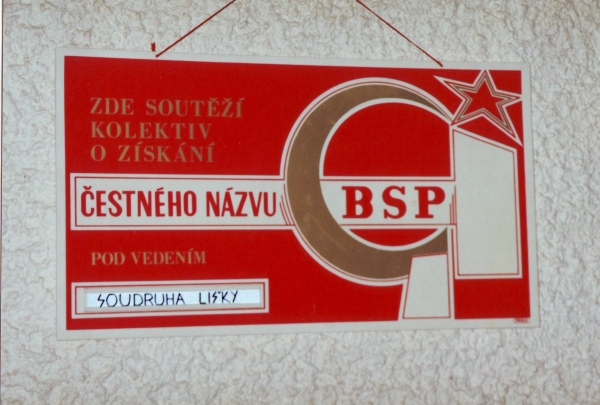 ZDE SOUTĚŽÍ
KOLEKTIV
O ZÍSKÁNÍ
ČESTNÉHO NÁZVU BSP
POD VEDENÍM
SOUDRUHA LIŠKY